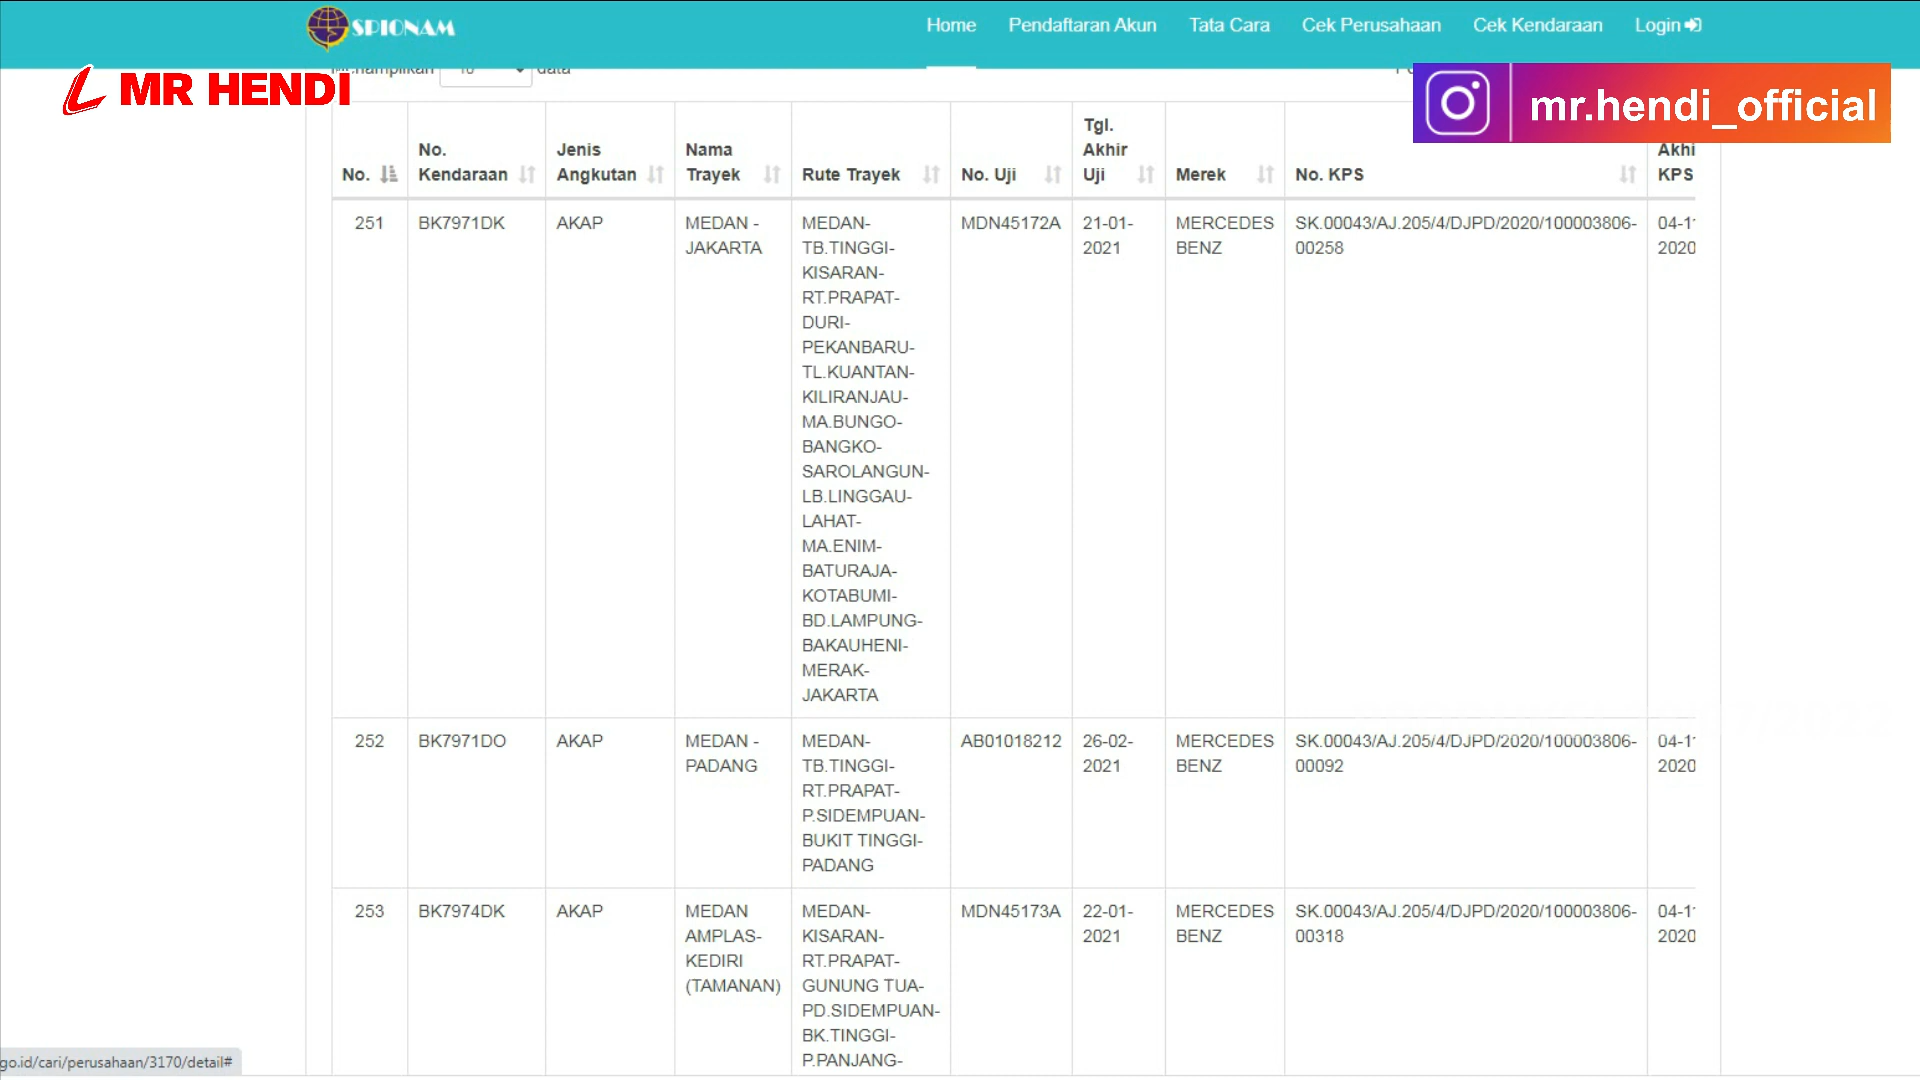 SPIONAM
Home Pendaftaran Akun Tata Cara Cek Perusahaan Cek Kendaraan Login
data
MR HENDI
mr.hendi_official
No.
No.
Kendaraan
Jenis
Angkutan
Nama
Trayek
Rute Trayek
No. Uji
Tgl.
Akhir
Uji
Merek
No. KPS
Akhi
KPS
251
BK7971DK
AKAP
MEDAN -
JAKARTA
MEDAN-
TB.TINGGI-
KISARAN-
RT.PRAPAT-
DURI-
PEKANBARU-
TL.KUANTAN-
KILIRANJAU-
MA.BUNGO-
BANGKO-
SAROLANGUN-
LB.LINGGAU-
LAHAT-
MA.ENIM-
BATURAJA-
KOTABUMI-
BD.LAMPUNG-
BAKAUHENI-
MERAK-
JAKARTA
MDN45172A
21-01-
2021
MERCEDES
BENZ
SK.00043/AJ.205/4/DJPD/2020/100003806-
00258
04-1
2020
252
BK7971DO
AKAP
MEDAN -
PADANG
MEDAN-
TB.TINGGI-
RT.PRAPAT-
P.SIDEMPUAN-
BUKIT TINGGI-
PADANG
AB01018212
26-02-
2021
MERCEDES
BENZ
SK.00043/AJ.205/4/DJPD/2020/100003806-
00092
04-1
2020
253
BK7974DK
AKAP
MEDAN
AMPLAS-
KEDIRI
(TAMANAN)
MEDAN-
KISARAN-
RT.PRAPAT-
GUNUNG TUA-
PD.SIDEMPUAN-
BK.TINGGI-
P.PANJANG-
MDN45173A
22-01-
2021
MERCEDES
BENZ
SK.00043/AJ.205/4/DJPD/2020/100003806-
00318
04-1
2020
go.id/cari/perusahaan/3170/detail#